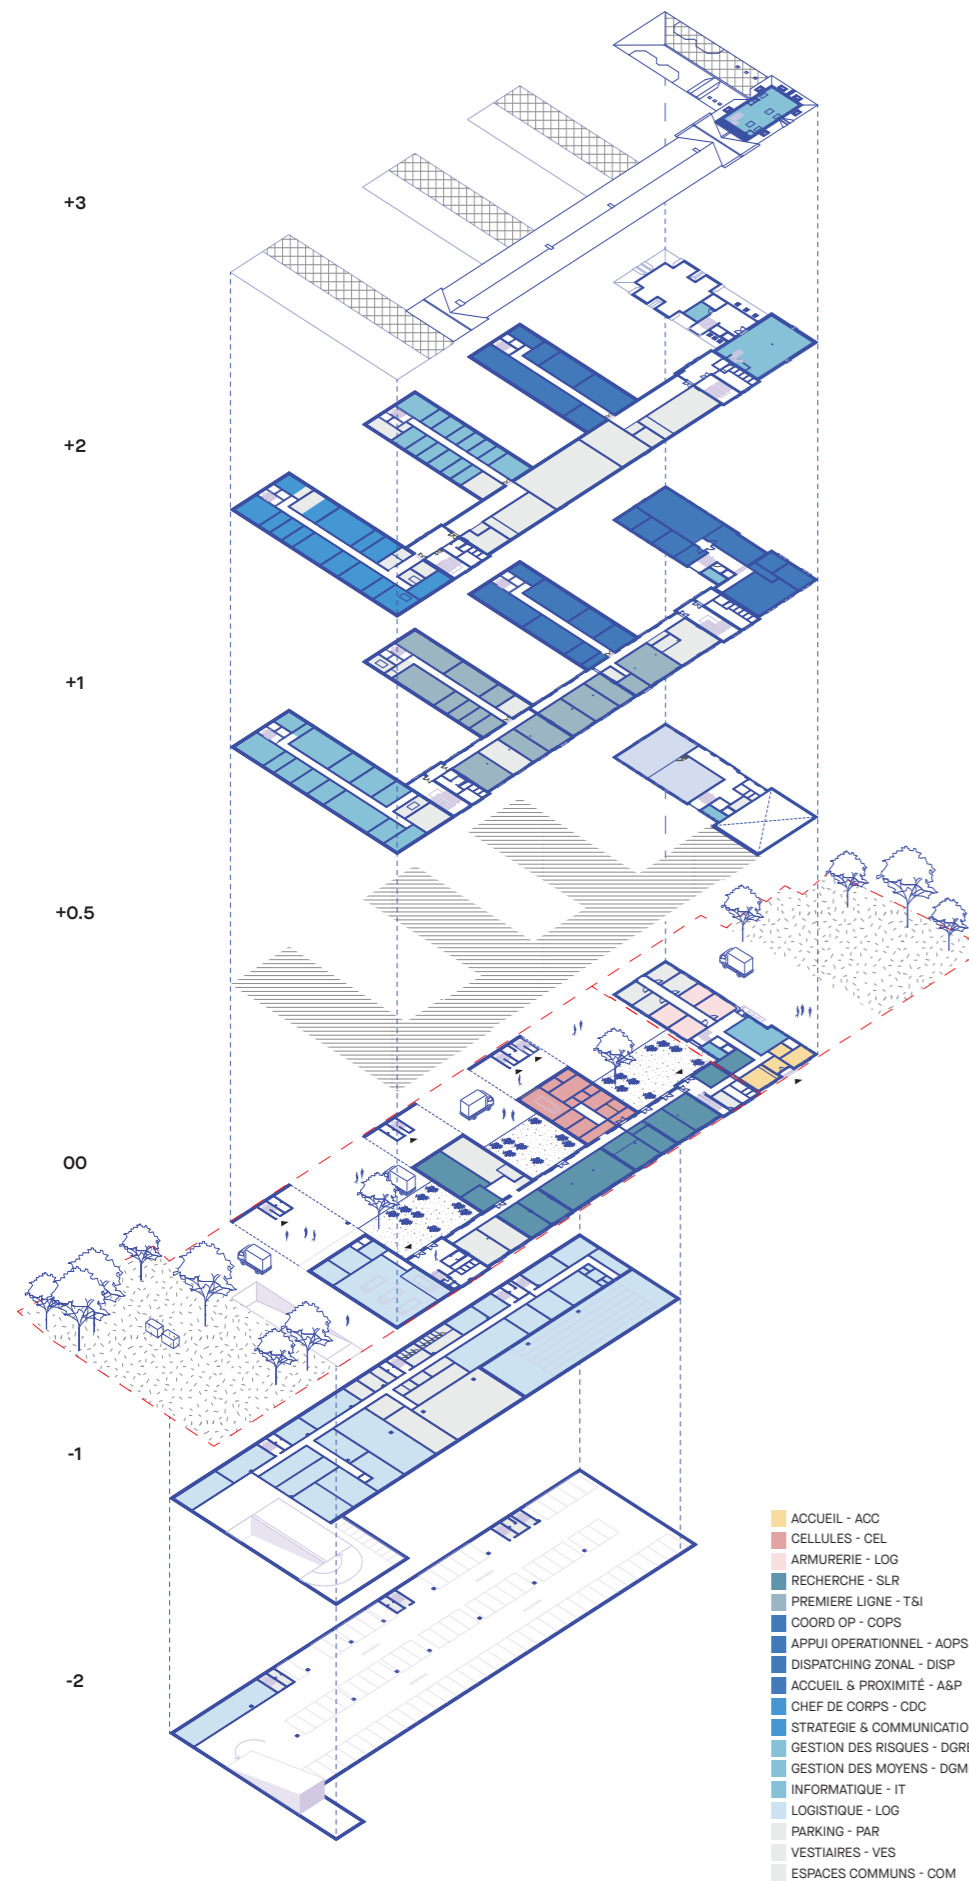 +3
+2
+1
+0.5
00
-1
-2
ACCUEIL - ACC
CELLULES - CEL
ARMURERIE - LOG
RECHERCHE - SLR
PREMIERE LIGNE - T&I
COORD OP - COPS
APPUI OPERATIONNEL - AOPS
DISPATCHING ZONAL - DISP
ACCUEIL & PROXIMITÉ - A&P
CHEF DE CORPS - CDC
STRATEGIE & COMMUNICATIO
GESTION DES RISQUES - DGRE
GESTION DES MOYENS - DGM
INFORMATIQUE - IT
LOGISTIQUE - LOG
PARKING - PAR
VESTIAIRES - VES
ESPACES COMMUNS - COM